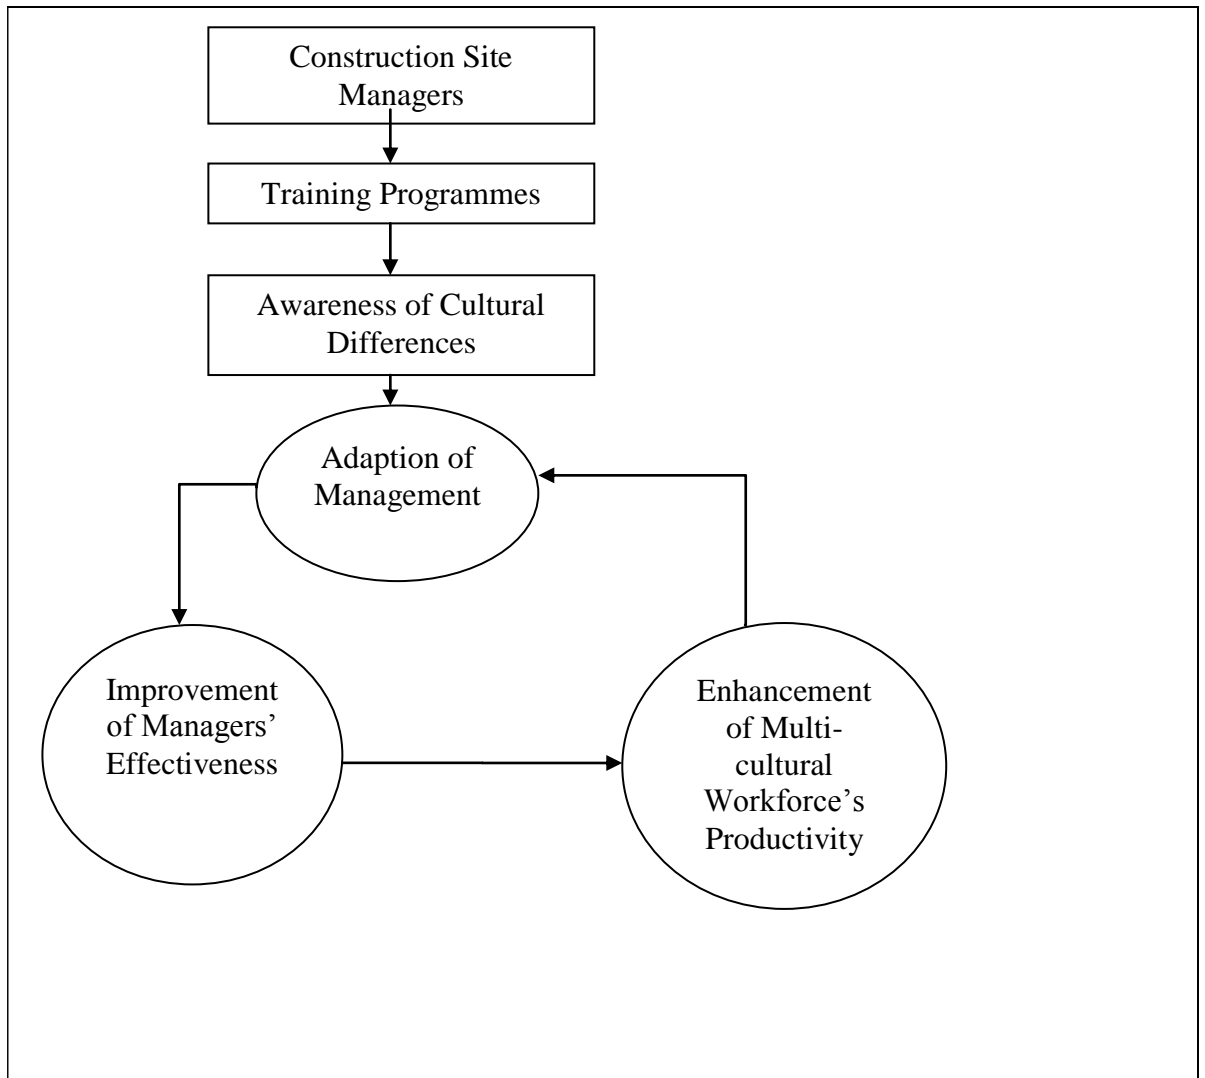 Construction Site
Managers
Training Programmes
Awareness of Cultural
Differences
Adaption of
Management
Improvement
of Managers’
Effectiveness
Enhancement
of Multi-
cultural
Workforce’s
Productivity